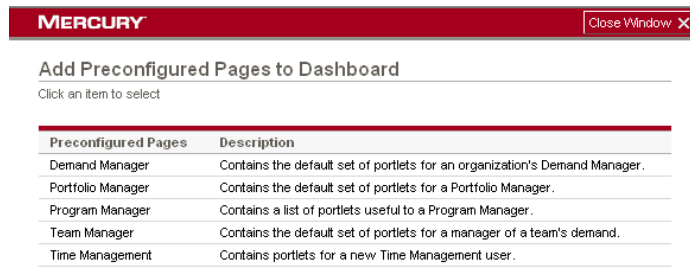 MERCURY™
Close Window X
Add Preconfigured Pages to Dashboard
Click an item to select
Preconfigured Pages Description
Demand Manager Contains the default set of portlets for an organization's Demand Manager.
Portfolio Manager Contains the default set of portlets for a Portfolio Manager.
Program Manager Contains a list of portlets useful to a Program Manager.
Team Manager Contains the default set of portlets for a manager of a team's demand.
Time Management Contains portlets for a new Time Management user.